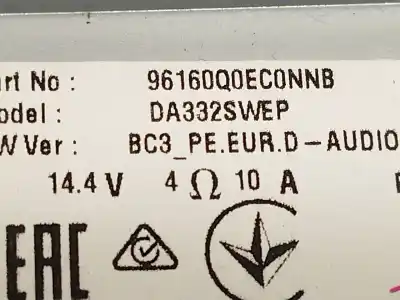 art No : 96160Q0EC0NNB
odel : DA332SWEP
W Ver : BC3_PE.EUR.D-AUDIO
14.4 V 4 Ω 10 A
EAC